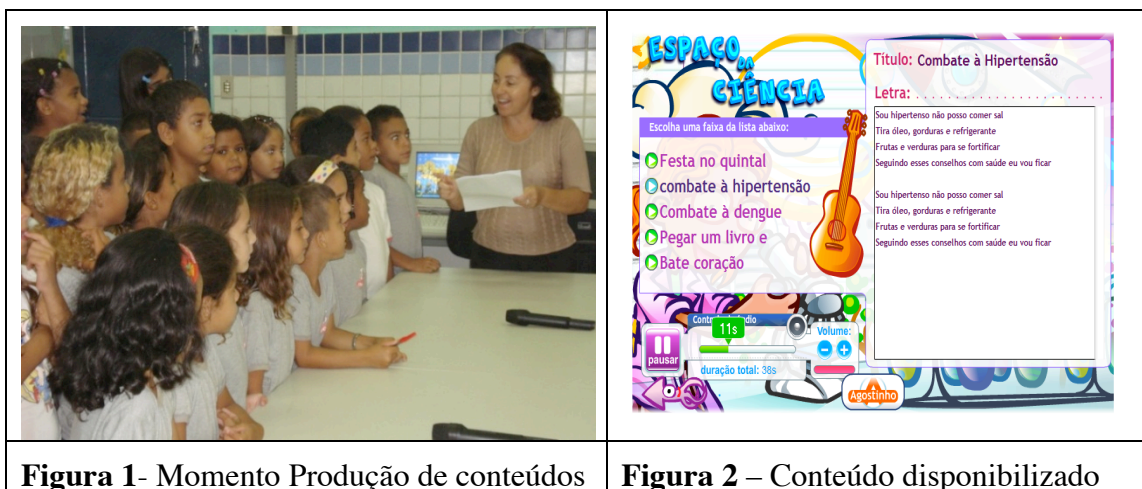 ESPAÇO
DA
CIÊNCIA
Escolha uma faixa da lista abaixo:
Festa no quintal
combate à hipertensão
Combate à dengue
Pegar um livro e
Bate coração
11s
Volume:
pausar
duração total: 38s
Agostinho
Título: Combate à Hipertensão
Letra:
Sou hipertenso não posso comer sal
Tira óleo, gorduras e refrigerante
Frutas e verduras para se fortificar
Seguindo esses conselhos com saúde eu vou ficar
Sou hipertenso não posso comer sal
Tira óleo, gorduras e refrigerante
Frutas e verduras para se fortificar
Seguindo esses conselhos com saúde eu vou ficar
Figura 1- Momento Produção de conteúdos
Figura 2 – Conteúdo disponibilizado